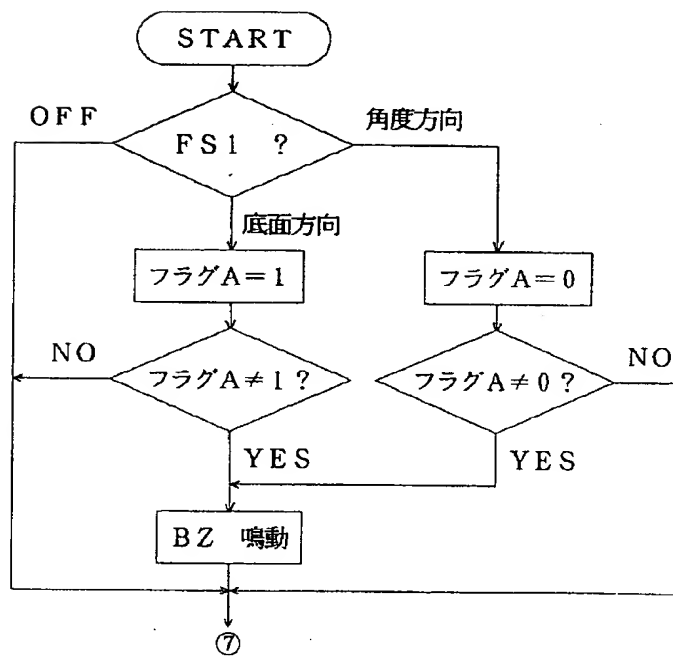 START
OFF
FS1 ?
角度方向
底面方向
フラグA=1
フラグA=0
NO
フラグA≠1?
フラグA≠0?
NO
YES
YES
BZ 鳴動
⑦